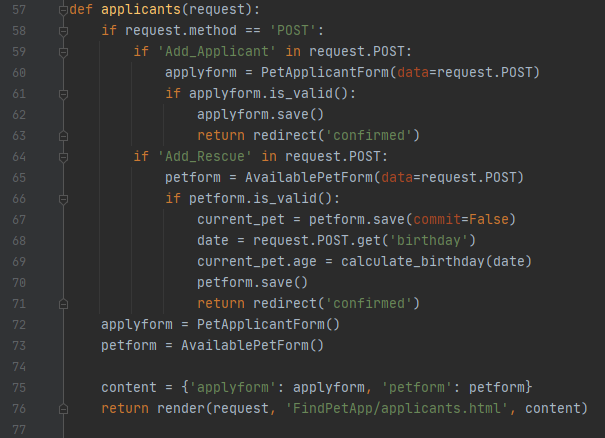 57 def applicants(request):
58     if request.method == 'POST':
59         if 'Add_Applicant' in request.POST:
60             applyform = PetApplicantForm(data=request.POST)
61             if applyform.is_valid():
62                 applyform.save()
63                 return redirect('confirmed')
64         if 'Add_Rescue' in request.POST:
65             petform = AvailablePetForm(data=request.POST)
66             if petform.is_valid():
67                 current_pet = petform.save(commit=False)
68                 date = request.POST.get('birthday')
69                 current_pet.age = calculate_birthday(date)
70                 petform.save()
71                 return redirect('confirmed')
72     applyform = PetApplicantForm()
73     petform = AvailablePetForm()
74
75     content = {'applyform': applyform, 'petform': petform}
76     return render(request, 'FindPetApp/applicants.html', content)
77